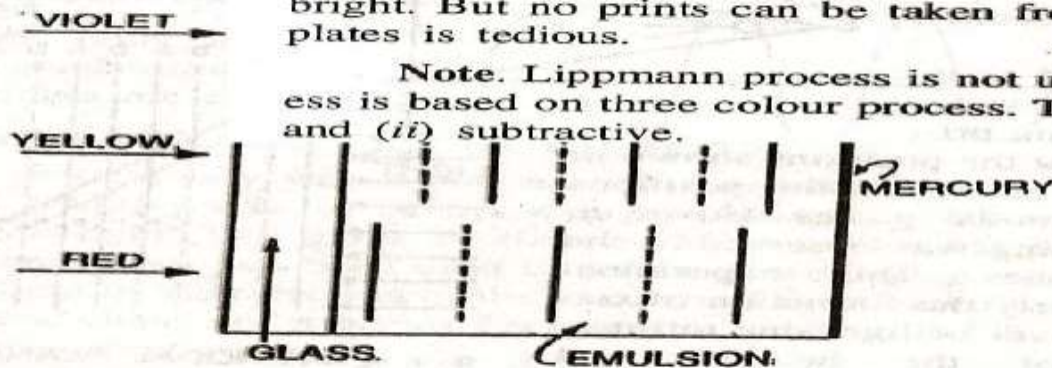 bright. But no prints can be taken fr
plates is tedious.
Note. Lippmann process is not u
ess is based on three colour process. T
and (ii) subtractive.
VIOLET
YELLOW
RED
MERCURY
GLASS.
EMULSION.